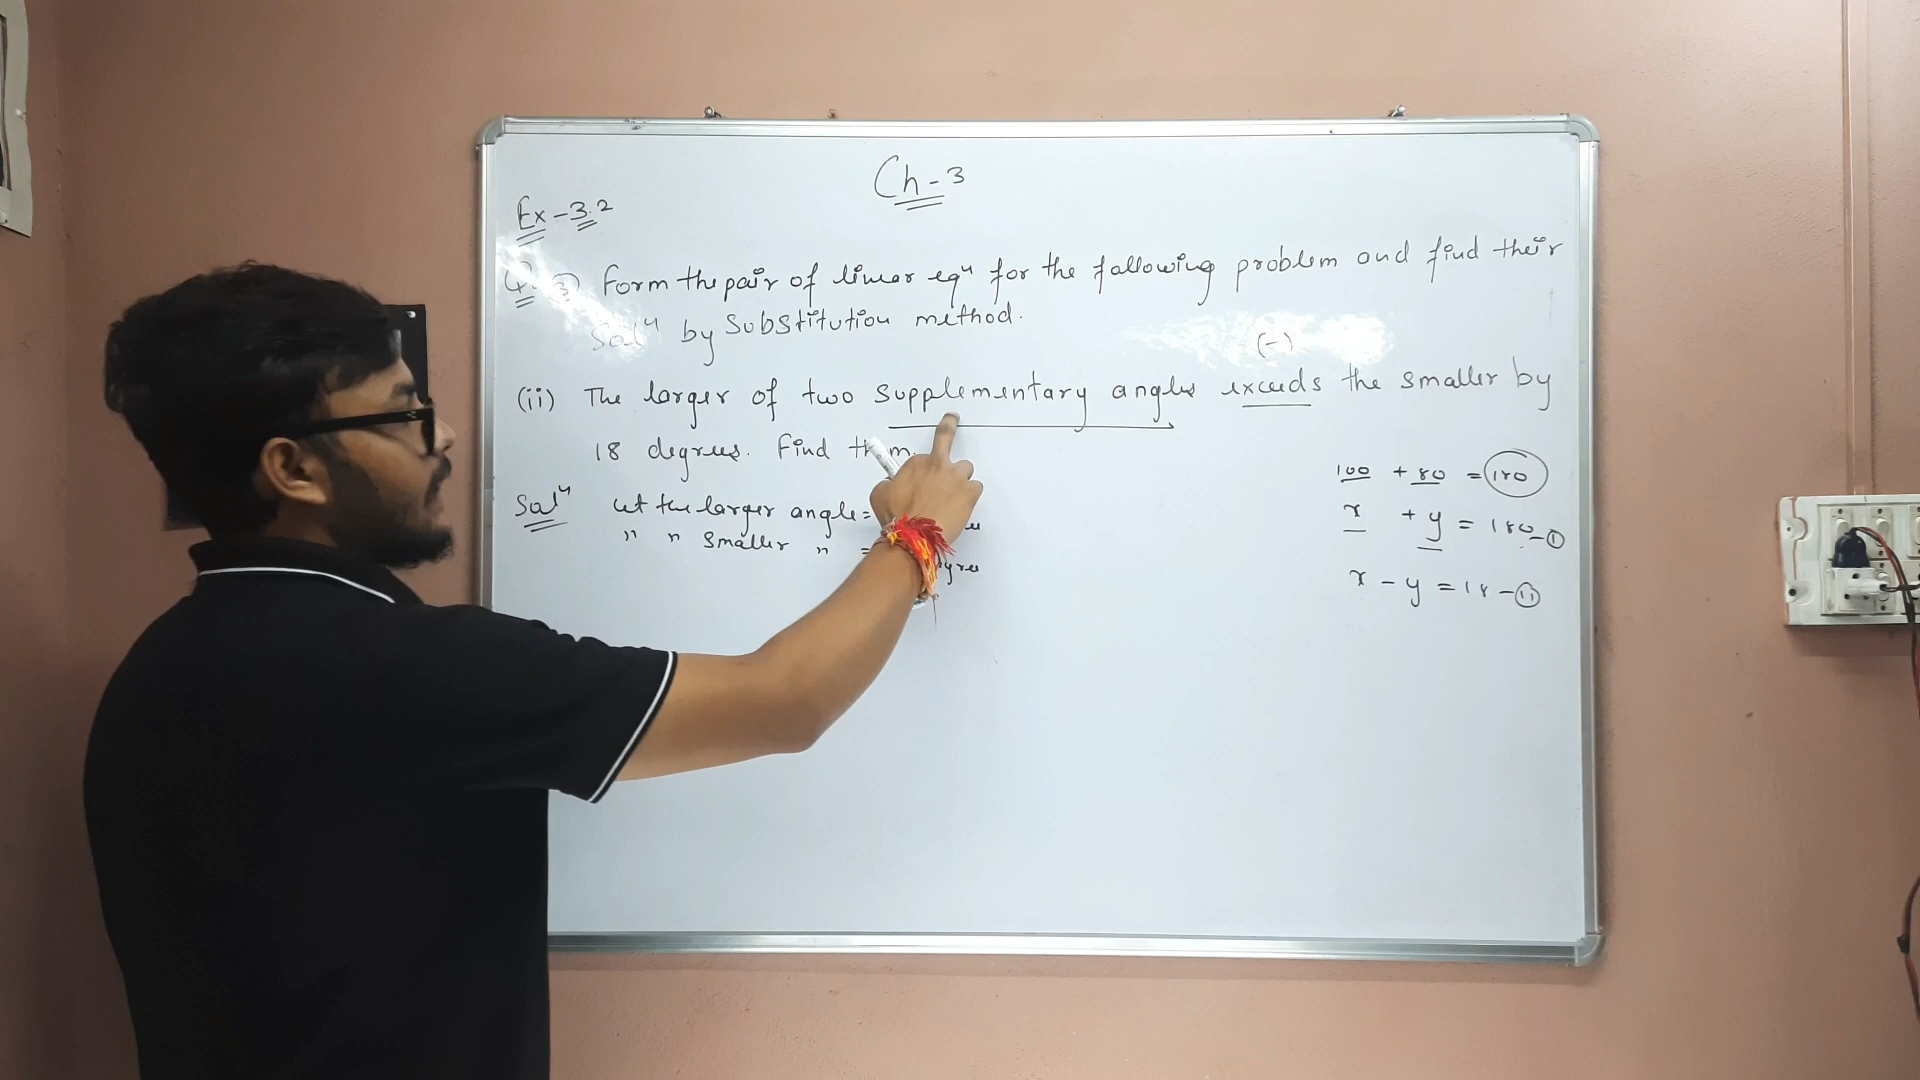 Ch-3
Ex-3.2
Q. 3) Form the pair of linear eqⁿ for the following problem and find their
Solⁿ by Substitution method.
(-)
(ii) The larger of two supplementary angles exceeds the smaller by
18 degrees. Find them.
Solⁿ Let the larger angle =
" " Smaller " =
100 + 80 = 180
x + y = 180 - (i)
x - y = 18 - (ii)